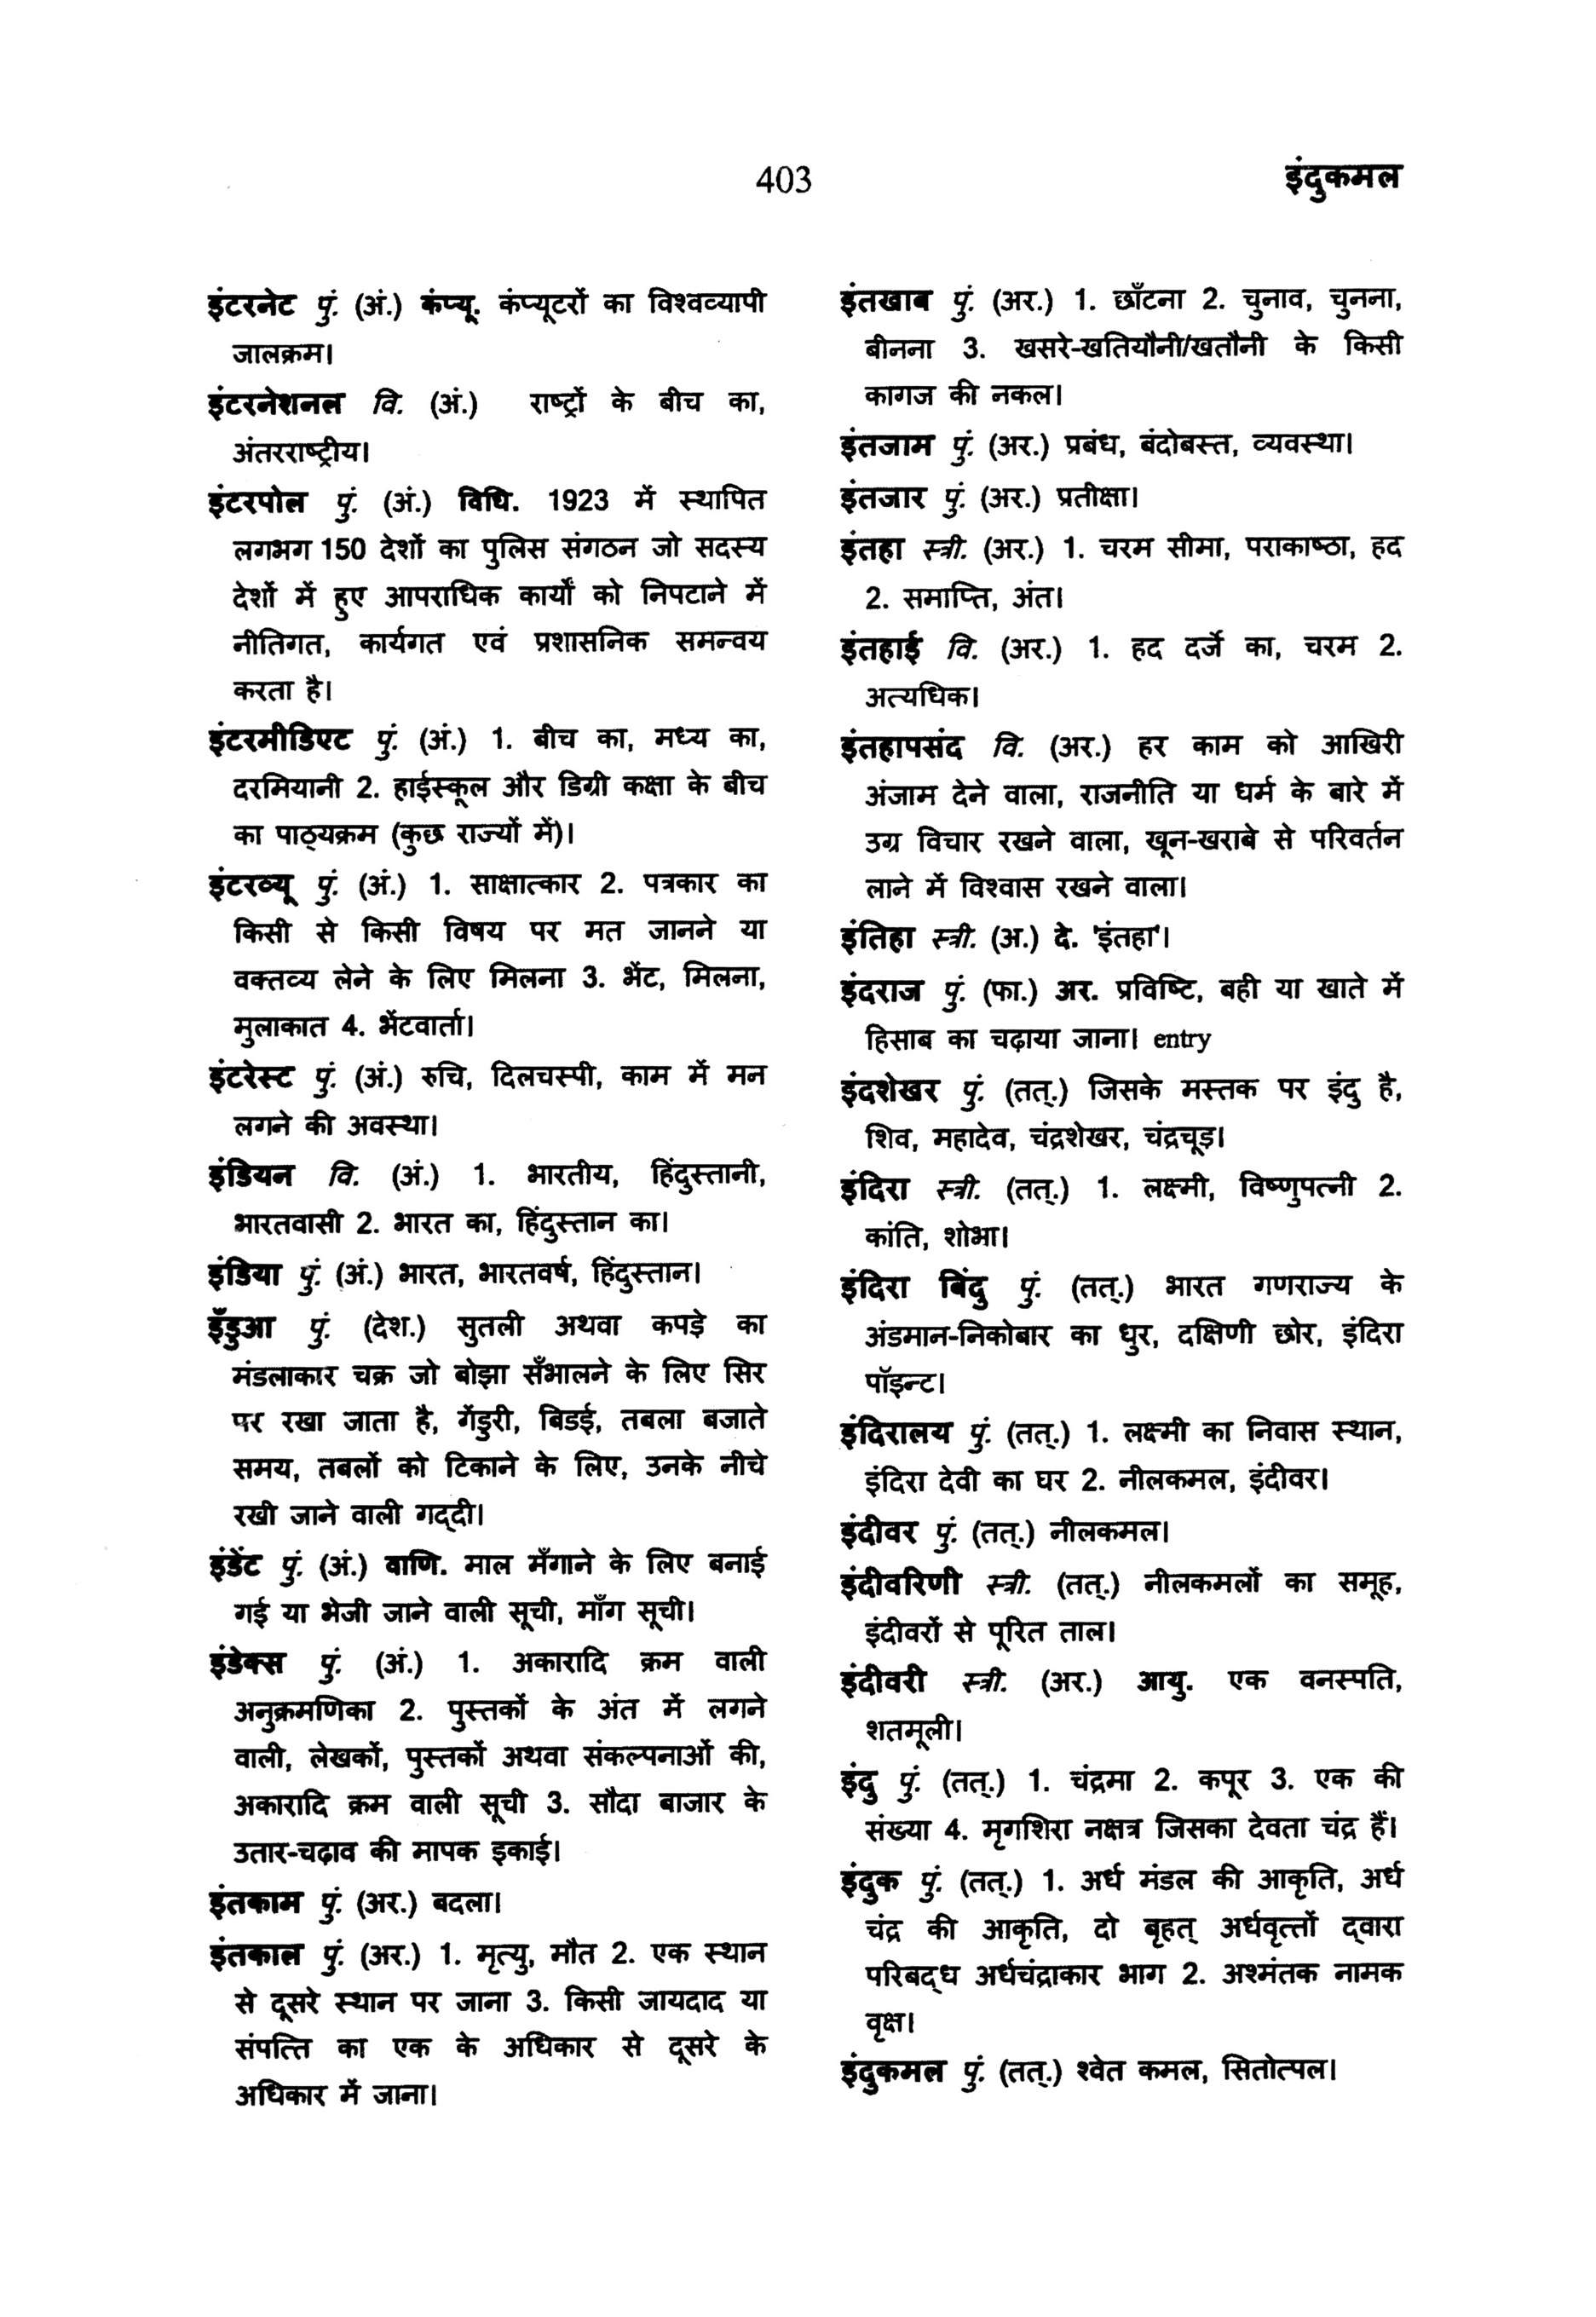 403
इंदुकमल
इंटरनेट पुं. (अं.) कंप्यू. कंप्यूटरों का विश्वव्यापी
जालक्रम।
इंटरनेशनल वि. (अं.) राष्ट्रों के बीच का,
अंतरराष्ट्रीय।
इंटरपोल पुं. (अं.) विधि. 1923 में स्थापित
लगभग 150 देशों का पुलिस संगठन जो सदस्य
देशों में हुए आपराधिक कार्यों को निपटाने में
नीतिगत, कार्यगत एवं प्रशासनिक समन्वय
करता है।
इंटरमीडिएट पुं. (अं.) 1. बीच का, मध्य का,
दरमियानी 2. हाईस्कूल और डिग्री कक्षा के बीच
का पाठ्यक्रम (कुछ राज्यों में)।
इंटरव्यू पुं. (अं.) 1. साक्षात्कार 2. पत्रकार का
किसी से किसी विषय पर मत जानने या
वक्तव्य लेने के लिए मिलना 3. भेंट, मिलना,
मुलाकात 4. भेंटवार्ता।
इंटरेस्ट पुं. (अं.) रुचि, दिलचस्पी, काम में मन
लगने की अवस्था।
इंडियन वि. (अं.) 1. भारतीय, हिंदुस्तानी,
भारतवासी 2. भारत का, हिंदुस्तान का।
इंडिया पुं. (अं.) भारत, भारतवर्ष, हिंदुस्तान।
इँडुआ पुं. (देश.) सुतली अथवा कपड़े का
मंडलाकार चक्र जो बोझा सँभालने के लिए सिर
पर रखा जाता है, गेंडुरी, बिडई, तबला बजाते
समय, तबलों को टिकाने के लिए, उनके नीचे
रखी जाने वाली गद्‌दी।
इंडेंट पुं. (अं.) वाणि. माल मँगाने के लिए बनाई
गई या भेजी जाने वाली सूची, माँग सूची।
इंडेक्स पुं. (अं.) 1. अकारादि क्रम वाली
अनुक्रमणिका 2. पुस्तकों के अंत में लगने
वाली, लेखकों, पुस्तकों अथवा संकल्पनाओं की,
अकारादि क्रम वाली सूची 3. सौदा बाजार के
उतार-चढ़ाव की मापक इकाई।
इंतकाम पुं. (अर.) बदला।
इंतकाल पुं. (अर.) 1. मृत्यु, मौत 2. एक स्थान
से दूसरे स्थान पर जाना 3. किसी जायदाद या
संपत्ति का एक के अधिकार से दूसरे के
अधिकार में जाना।
इंतखाब पुं. (अर.) 1. छाँटना 2. चुनाव, चुनना,
बीनना 3. खसरे-खतियौनी/खतौनी के किसी
कागज की नकल।
इंतजाम पुं. (अर.) प्रबंध, बंदोबस्त, व्यवस्था।
इंतजार पुं. (अर.) प्रतीक्षा।
इंतहा स्त्री. (अर.) 1. चरम सीमा, पराकाष्ठा, हद
2. समाप्ति, अंत।
इंतहाई वि. (अर.) 1. हद दर्जे का, चरम 2.
अत्यधिक।
इंतहापसंद वि. (अर.) हर काम को आखिरी
अंजाम देने वाला, राजनीति या धर्म के बारे में
उग्र विचार रखने वाला, खून-खराबे से परिवर्तन
लाने में विश्वास रखने वाला।
इंतिहा स्त्री. (अ.) दे. 'इंतहा'।
इंदराज पुं. (फा.) अर. प्रविष्टि, बही या खाते में
हिसाब का चढ़ाया जाना। entry
इंदशेखर पुं. (तत्.) जिसके मस्तक पर इंदु है,
शिव, महादेव, चंद्रशेखर, चंद्रचूड़।
इंदिरा स्त्री. (तत्.) 1. लक्ष्मी, विष्णुपत्नी 2.
कांति, शोभा।
इंदिरा बिंदु पुं. (तत्.) भारत गणराज्य के
अंडमान-निकोबार का धुर, दक्षिणी छोर, इंदिरा
पॉइन्ट।
इंदिरालय पुं. (तत्.) 1. लक्ष्मी का निवास स्थान,
इंदिरा देवी का घर 2. नीलकमल, इंदीवर।
इंदीवर पुं. (तत्.) नीलकमल।
इंदीवरिणी स्त्री. (तत्.) नीलकमलों का समूह,
इंदीवरों से पूरित ताल।
इंदीवरी स्त्री. (अर.) आयु. एक वनस्पति,
शतमूली।
इंदु पुं. (तत्.) 1. चंद्रमा 2. कपूर 3. एक की
संख्या 4. मृगशिरा नक्षत्र जिसका देवता चंद्र हैं।
इंदुक पुं. (तत्.) 1. अर्ध मंडल की आकृति, अर्ध
चंद्र की आकृति, दो बृहत् अर्धवृत्तों द्‌वारा
परिबद्‌ध अर्धचंद्राकार भाग 2. अश्मंतक नामक
वृक्ष।
इंदुकमल पुं. (तत्.) श्वेत कमल, सितोत्पल।